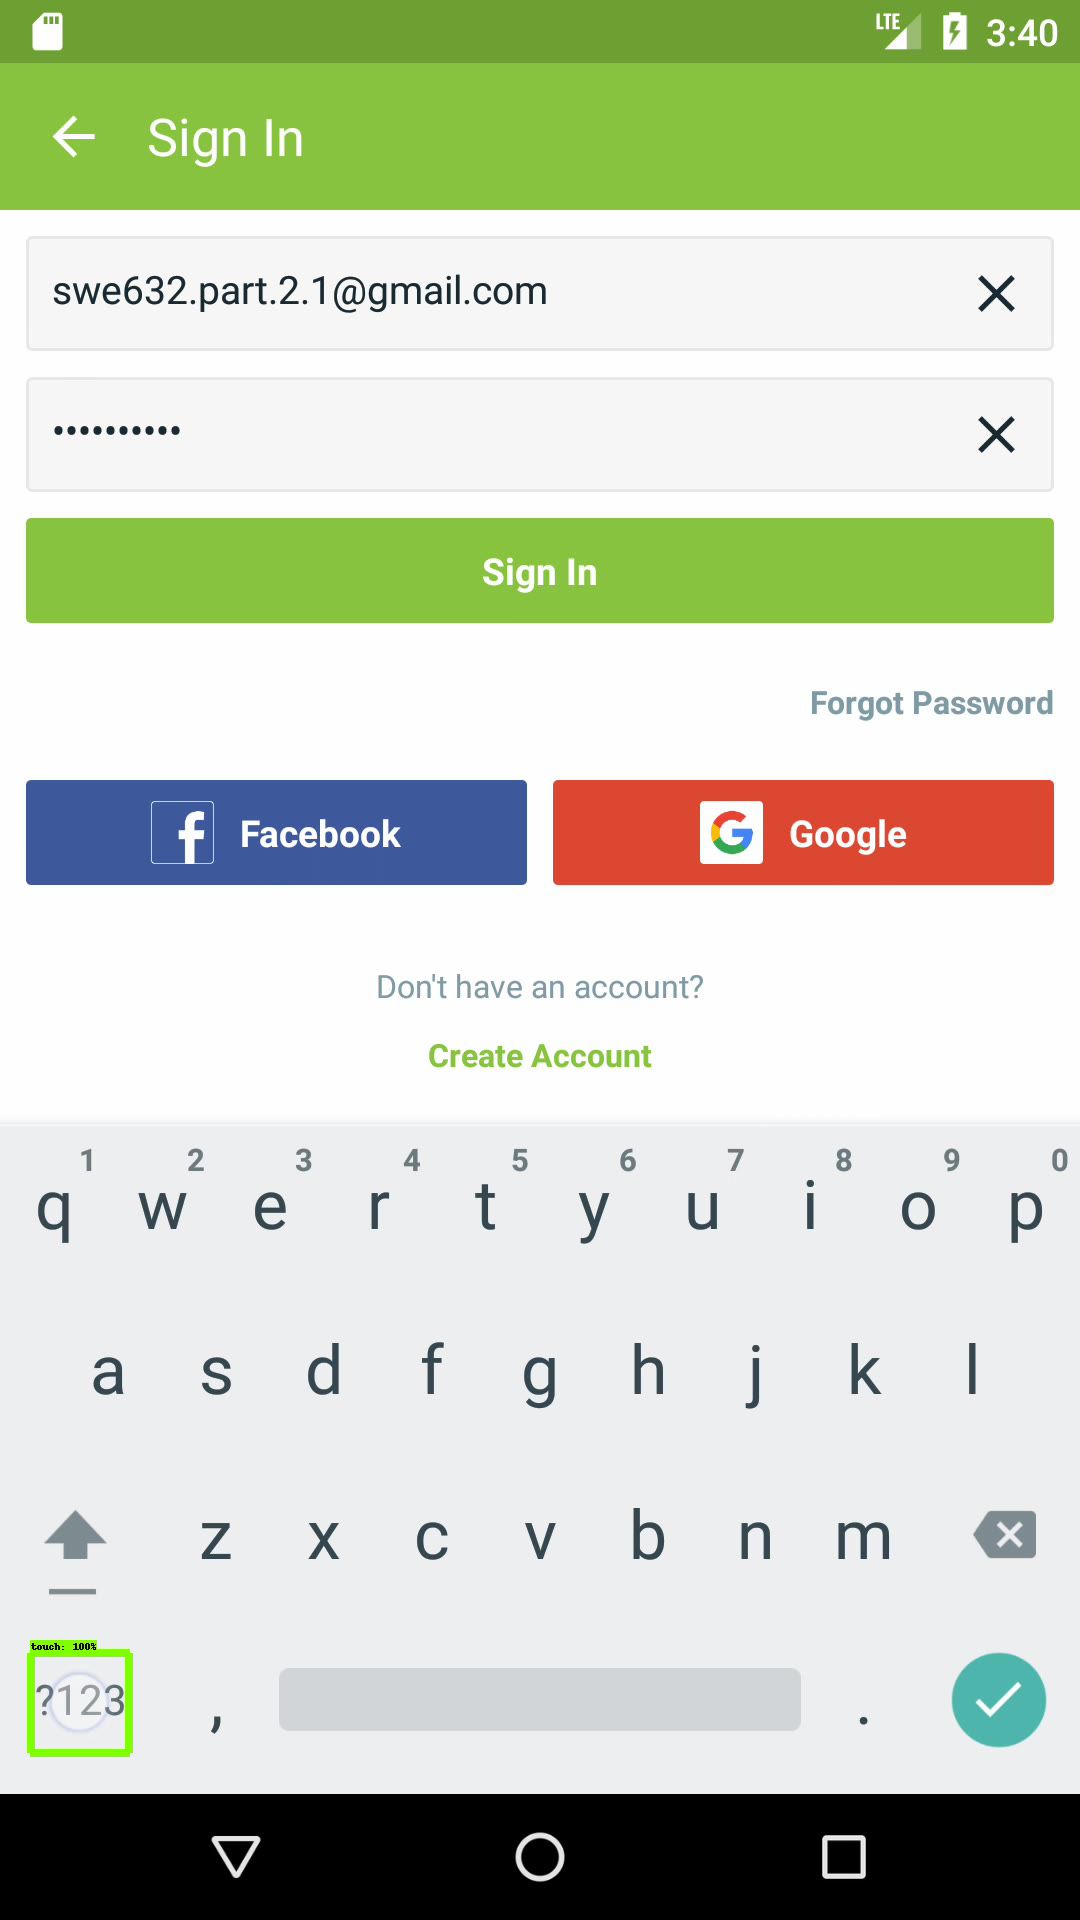 LTE 3:40
Sign In
swe632.part.2.1@gmail.com
••••••••••
Sign In
Forgot Password
f Facebook G Google
Don't have an account?
Create Account
1 2 3 4 5 6 7 8 9 0
q w e r t y u i o p
a s d f g h j k l
z x c v b n m
touch: 100%
?123 , .